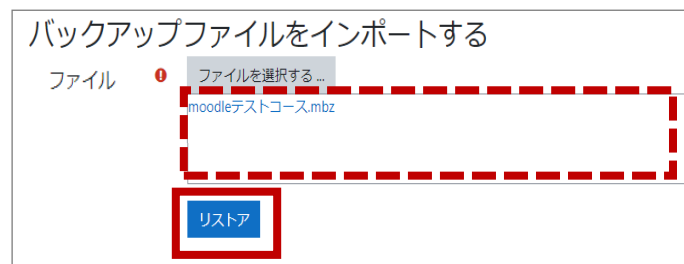 バックアップファイルをインポートする
ファイル
ファイルを選択する ...
moodleテストコース.mbz
リストア